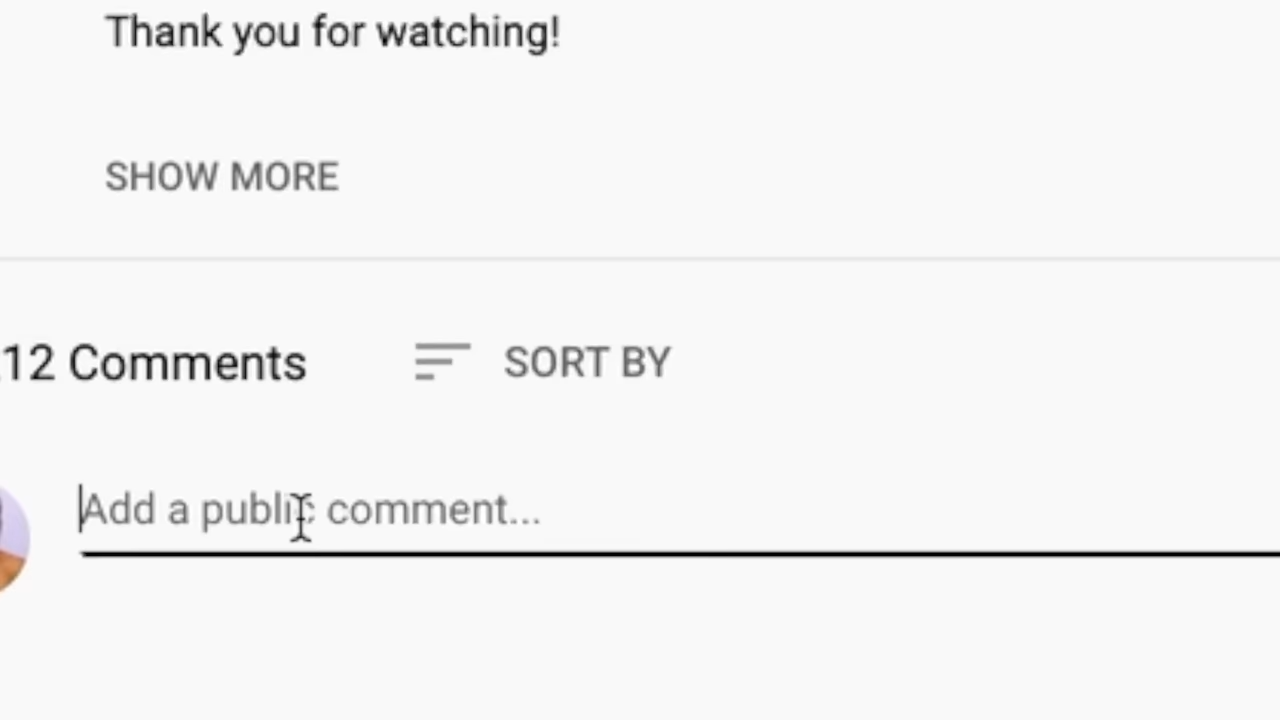 Thank you for watching!
SHOW MORE
12 Comments
SORT BY
Add a public comment...